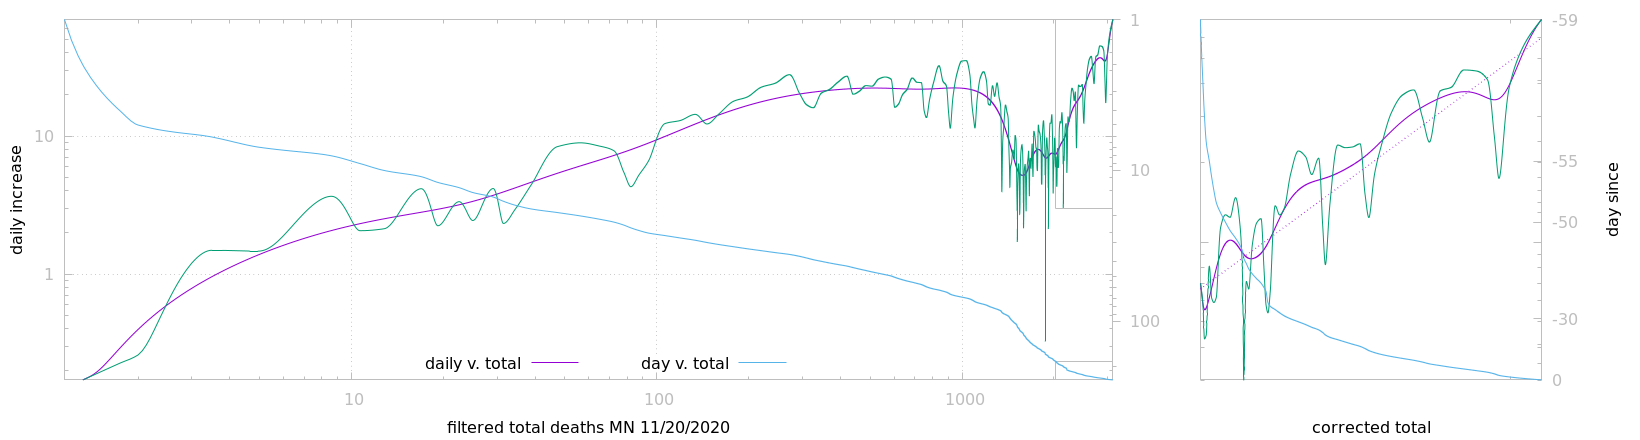 1
-59
10
10
-55
-50
daily increase
day since
1
100
-30
daily v. total
day v. total
0
10
100
1000
filtered total deaths MN 11/20/2020
corrected total